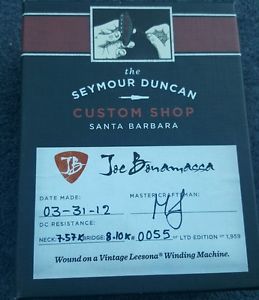 the
SEYMOUR DUNCAN
CUSTOM SHOP
SANTA BARBARA
JB Joe Bonamassa
DATE MADE: MASTER CRAFTSMAN:
03-31-12 MJ
DC RESISTANCE:
NECK: 7.57K BRIDGE: 8.10K # 0055 OF LTD EDITION OF 1,959
Wound on a Vintage Leesona® Winding Machine.